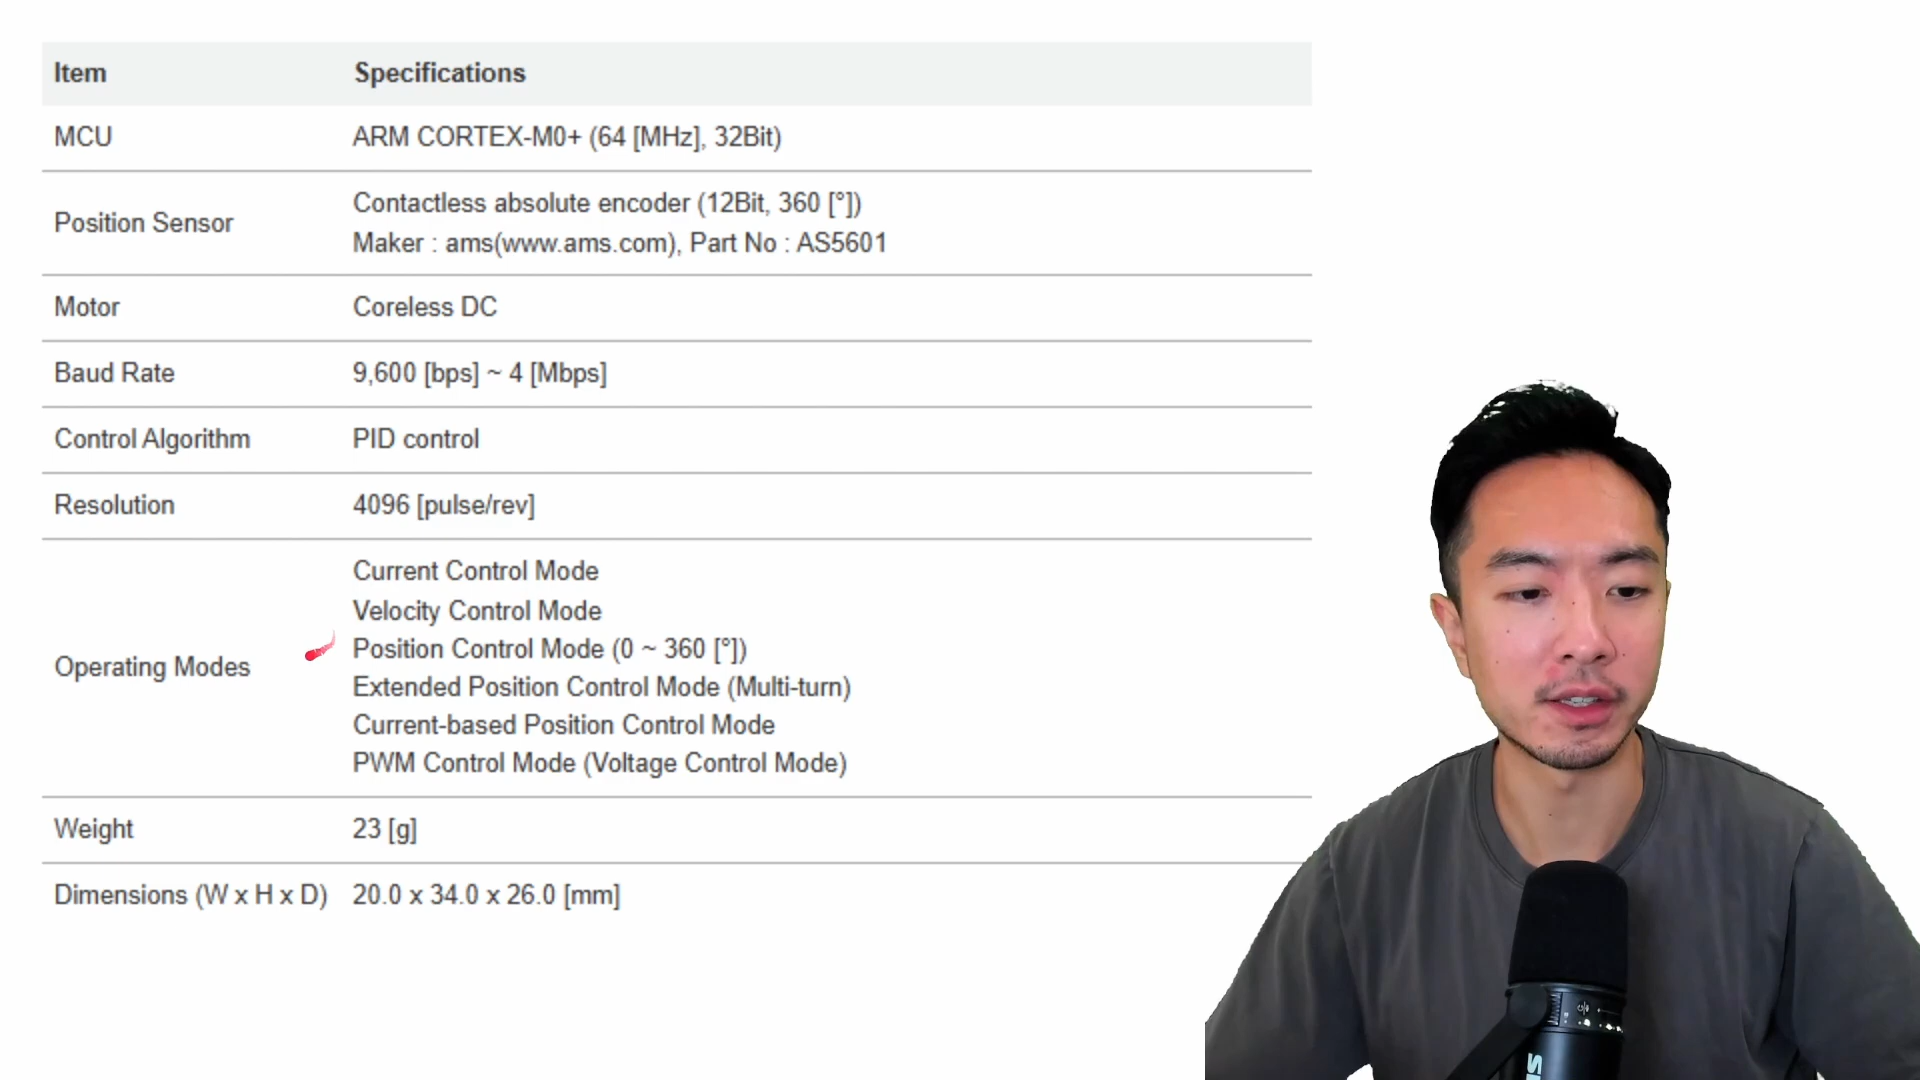 Item Specifications
MCU ARM CORTEX-M0+ (64 [MHz], 32Bit)
Position Sensor
Contactless absolute encoder (12Bit, 360 [°])
Maker : ams(www.ams.com), Part No : AS5601
Motor Coreless DC
Baud Rate 9,600 [bps] ~ 4 [Mbps]
Control Algorithm PID control
Resolution 4096 [pulse/rev]
Operating Modes
Current Control Mode
Velocity Control Mode
Position Control Mode (0 ~ 360 [°])
Extended Position Control Mode (Multi-turn)
Current-based Position Control Mode
PWM Control Mode (Voltage Control Mode)
Weight 23 [g]
Dimensions (W x H x D) 20.0 x 34.0 x 26.0 [mm]